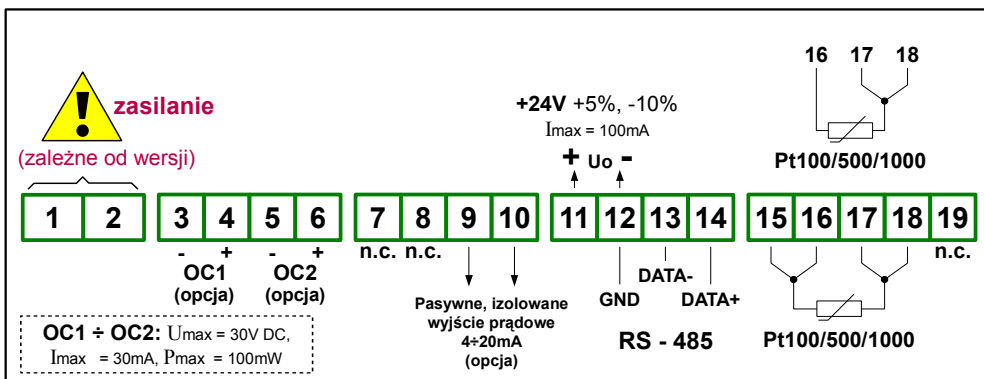 zasilanie
(zależne od wersji)
+24V +5%, -10%
Imax = 100mA
+ Uo -
16 17 18
Pt100/500/1000
1 2 3 4 5 6 7 8 9 10 11 12 13 14 15 16 17 18 19
- + - +
OC1 OC2
(opcja) (opcja)
n.c. n.c.
Pasywne, izolowane
wyjście prądowe
4÷20mA
(opcja)
DATA-
GND DATA+
RS - 485
n.c.
Pt100/500/1000
OC1 ÷ OC2: Umax = 30V DC,
Imax = 30mA, Pmax = 100mW